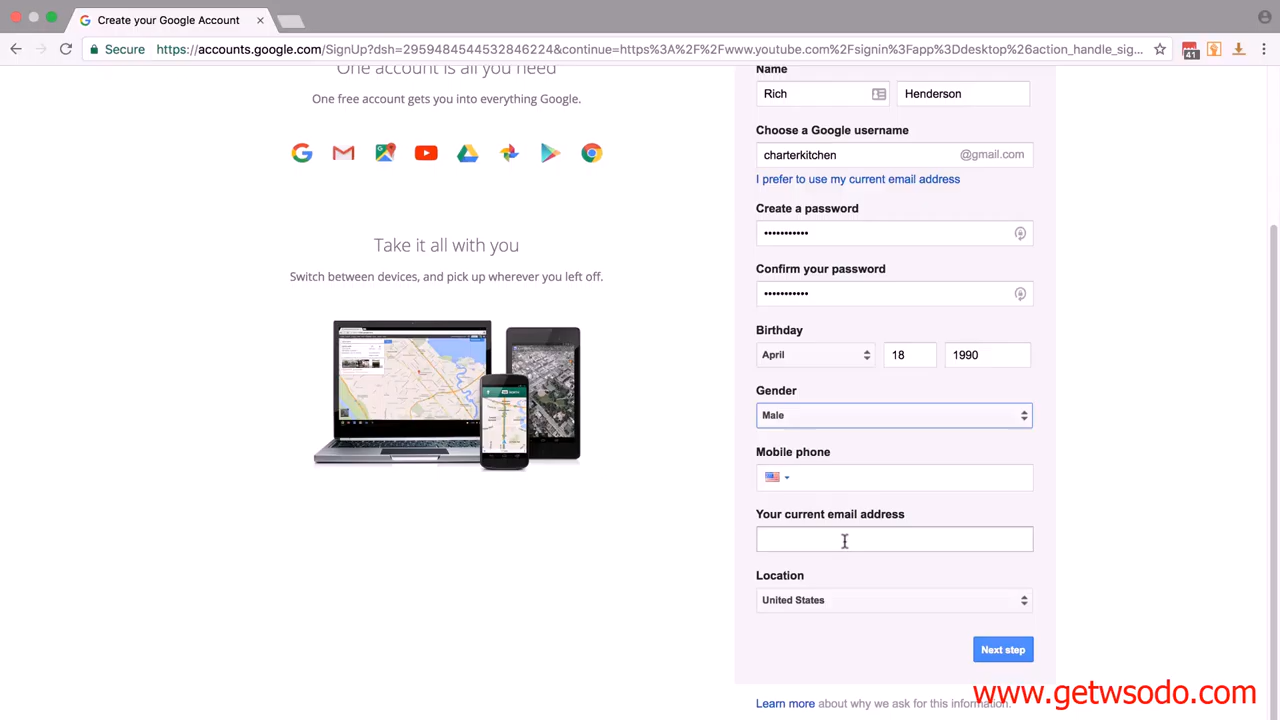 Create your Google Account
Secure https://accounts.google.com/SignUp?dsh=2959484544532846224&continue=https%3A%2F%2Fwww.youtube.com%2Fsignin%3Fapp%3Ddesktop%26action_handle_sig...
41
One account is all you need
One free account gets you into everything Google.
Take it all with you
Switch between devices, and pick up wherever you left off.
Name
Rich Henderson
Choose a Google username
charterkitchen @gmail.com
I prefer to use my current email address
Create a password
•••••••••••
Confirm your password
•••••••••••
Birthday
April 18 1990
Gender
Male
Mobile phone
Your current email address
Location
United States
Next step
Learn more about why we ask for this information.
www.getwsodo.com